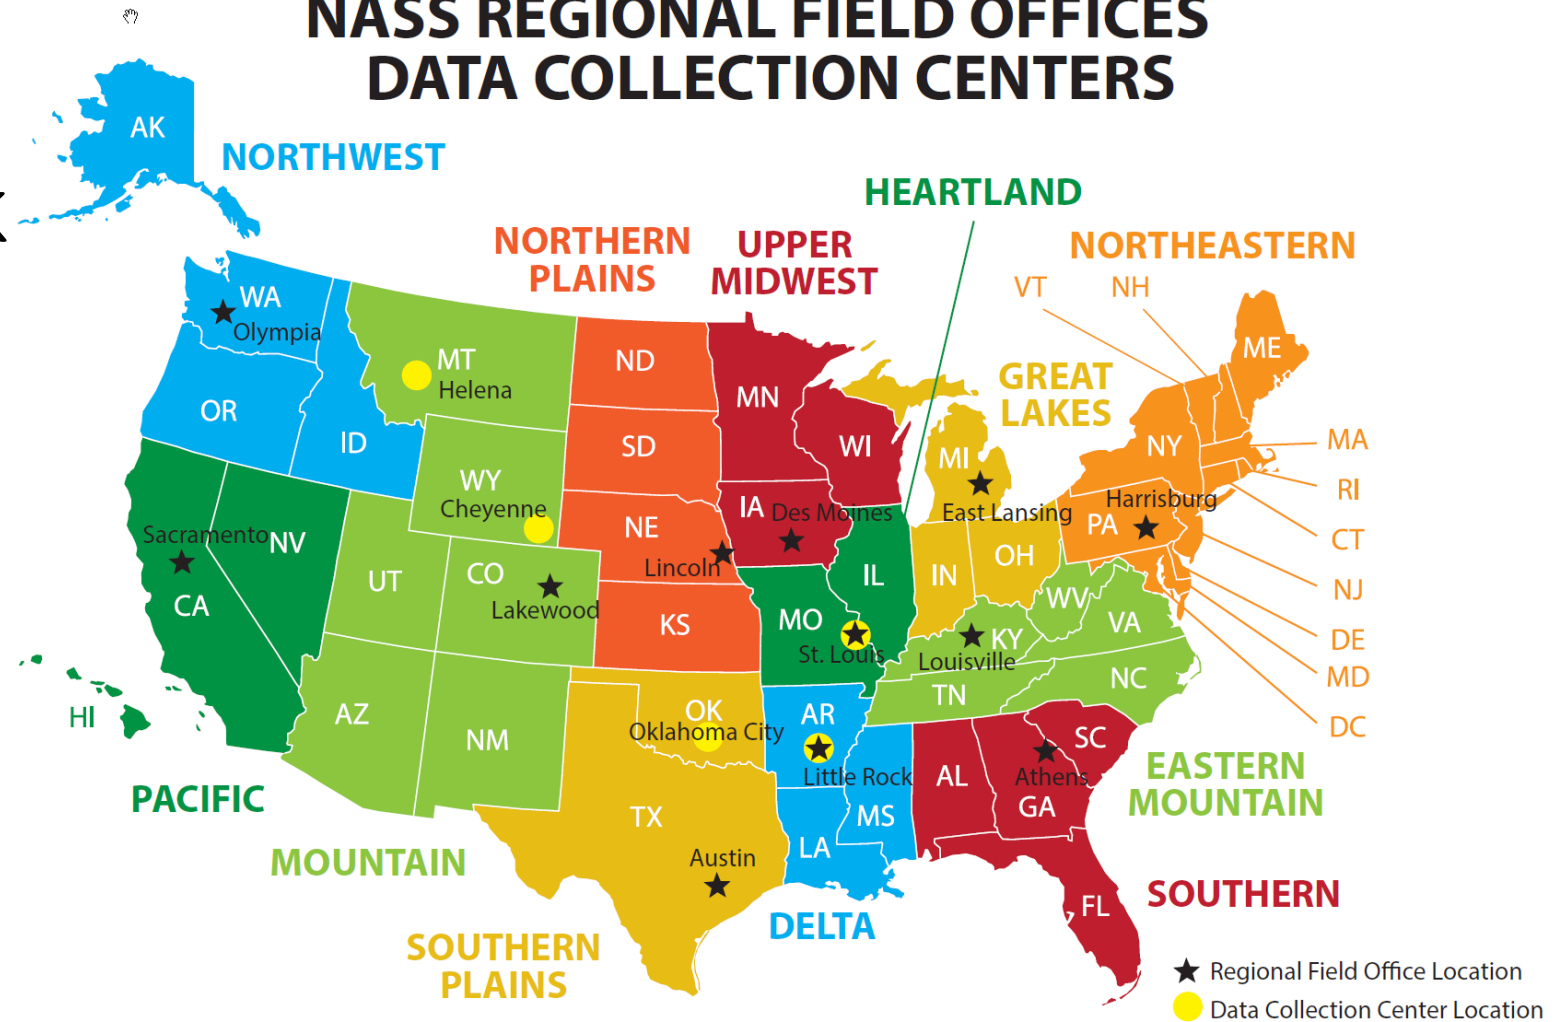 NASS REGIONAL FIELD OFFICES
DATA COLLECTION CENTERS
AK
NORTHWEST
HEARTLAND
NORTHERN
PLAINS
UPPER
MIDWEST
NORTHEASTERN
VT
NH
WA
Olympia
MT
Helena
ND
MN
GREAT
LAKES
ME
OR
ID
SD
WI
MI
NY
MA
WY
Cheyenne
NE
Lincoln
IA
Des Moines
East Lansing
Harrisburg
PA
RI
Sacramento
NV
CA
UT
CO
Lakewood
KS
MO
St. Louis
IL
IN
OH
WV
VA
KY
Louisville
CT
NJ
DE
MD
DC
HI
AZ
NM
OK
Oklahoma City
AR
Little Rock
TN
NC
SC
Athens
GA
AL
MS
LA
TX
Austin
FL
PACIFIC
MOUNTAIN
EASTERN
MOUNTAIN
SOUTHERN
DELTA
SOUTHERN
PLAINS
Regional Field Office Location
Data Collection Center Location